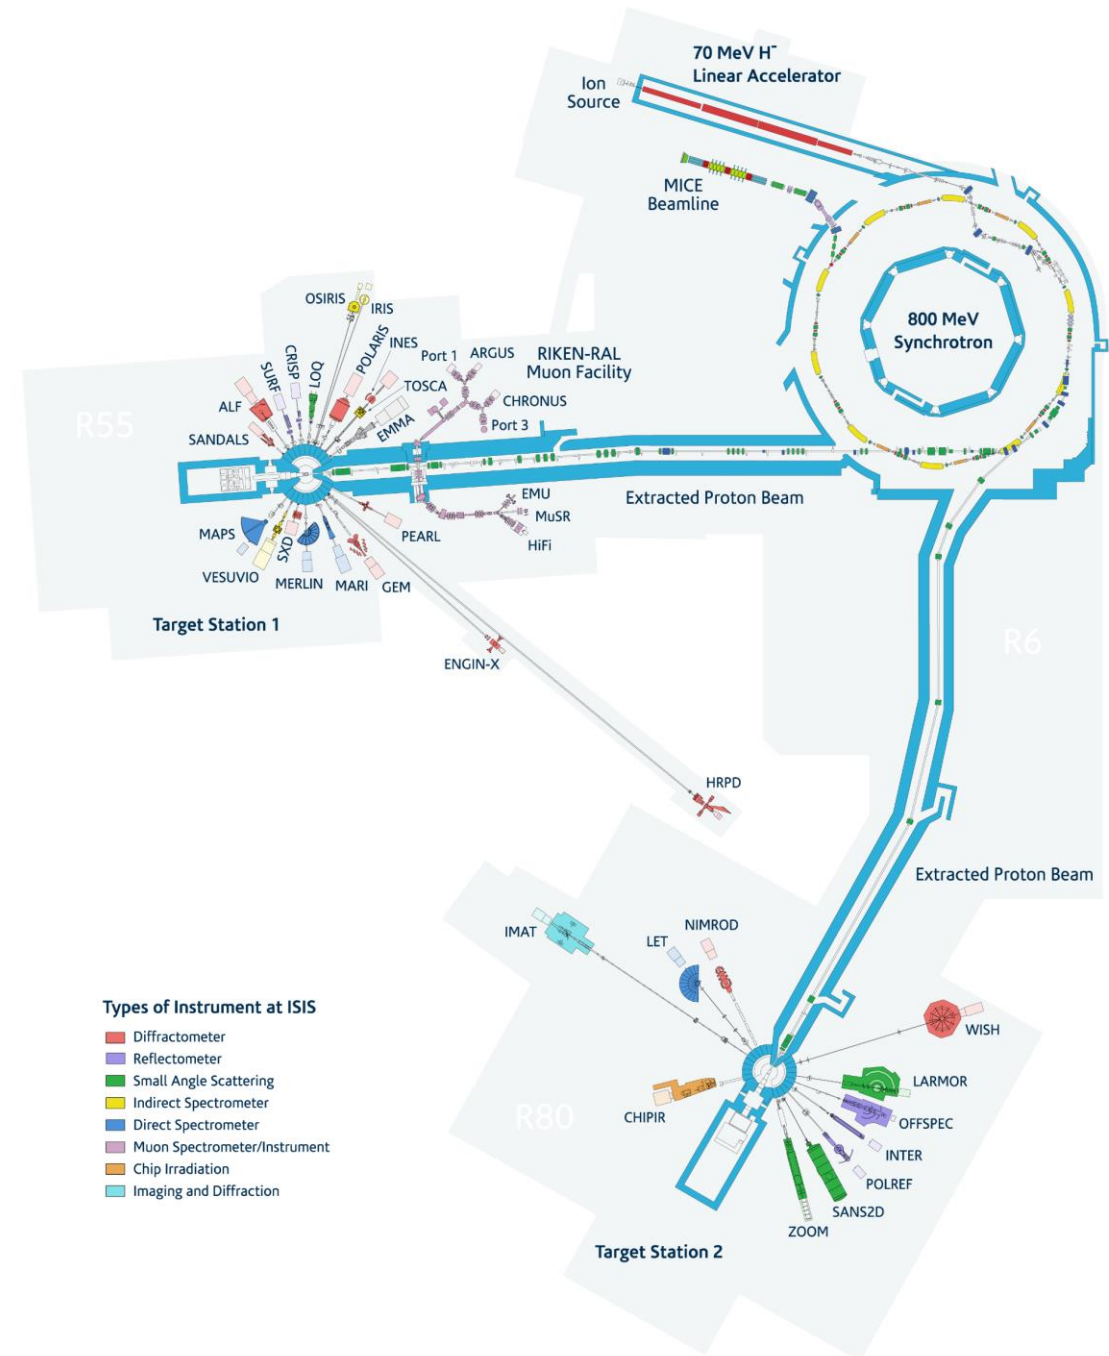 70 MeV H⁻
Linear Accelerator
Ion
Source
MICE
Beamline
800 MeV
Synchrotron
OSIRIS
IRIS
POLARIS
INES
Port 1
ARGUS
RIKEN-RAL
Muon Facility
CRISP
SURF
LOQ
TOSCA
CHRONUS
ALF
EMMA
Port 3
R55
SANDALS
Extracted Proton Beam
EMU
MuSR
HiFi
MAPS
PEARL
VESUVIO
SXD
MERLIN
MARI
GEM
Target Station 1
R6
ENGIN-X
HRPD
Extracted Proton Beam
IMAT
LET
NIMROD
WISH
LARMOR
OFFSPEC
CHIPIR
R80
INTER
POLREF
SANS2D
ZOOM
Target Station 2
Types of Instrument at ISIS
Diffractometer
Reflectometer
Small Angle Scattering
Indirect Spectrometer
Direct Spectrometer
Muon Spectrometer/Instrument
Chip Irradiation
Imaging and Diffraction